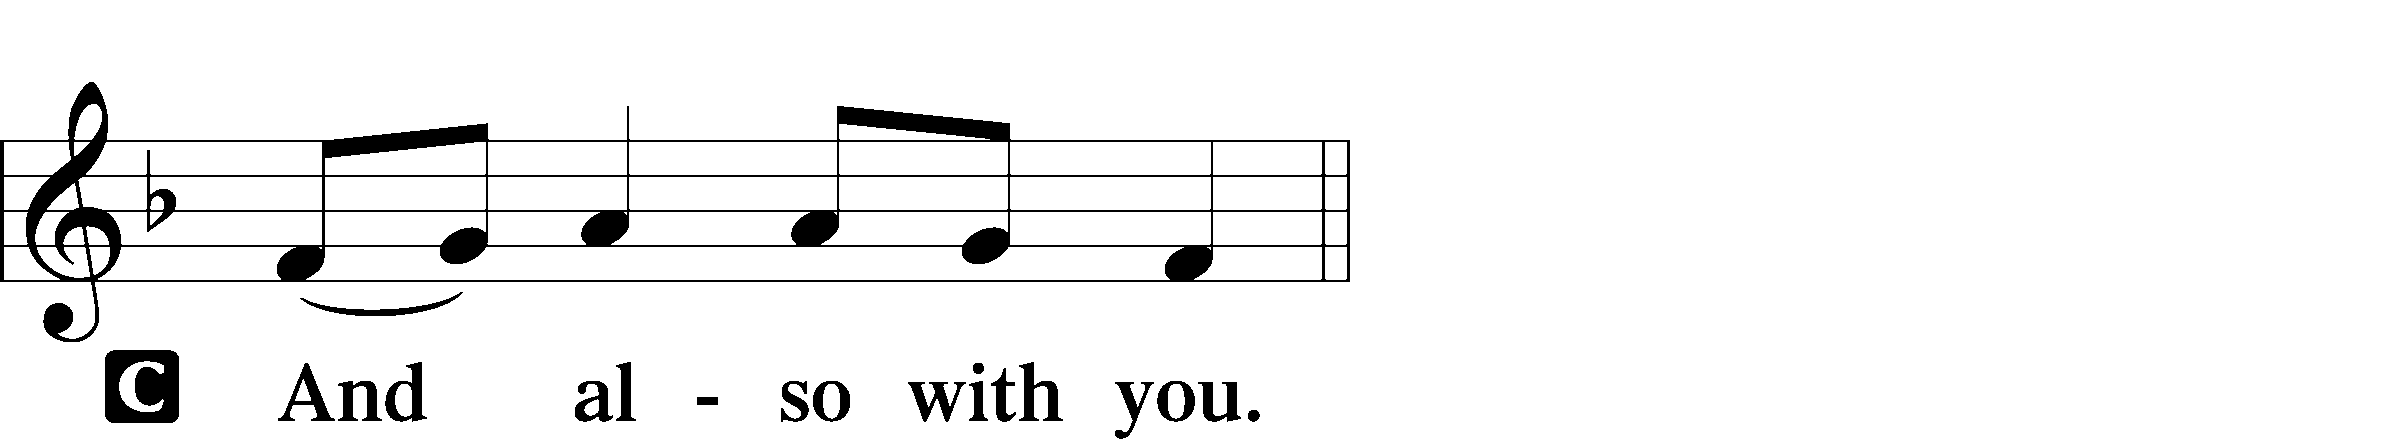 C And al - so with you.